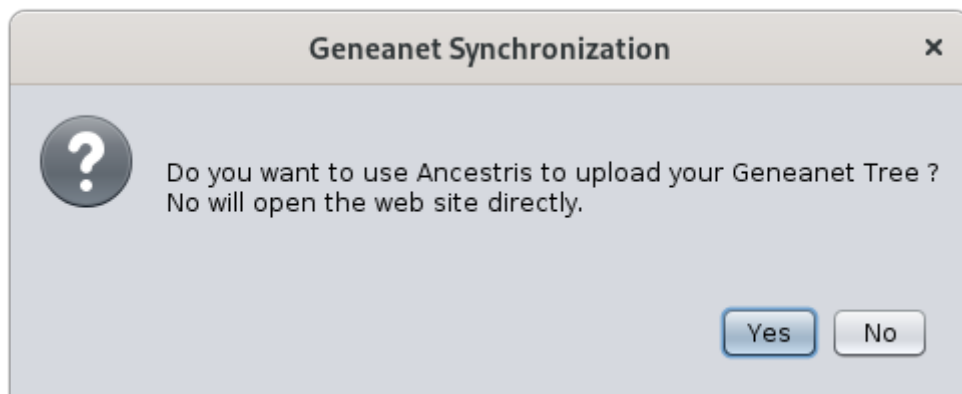 Geneanet Synchronization
Do you want to use Ancestris to upload your Geneanet Tree ?
No will open the web site directly.
Yes No